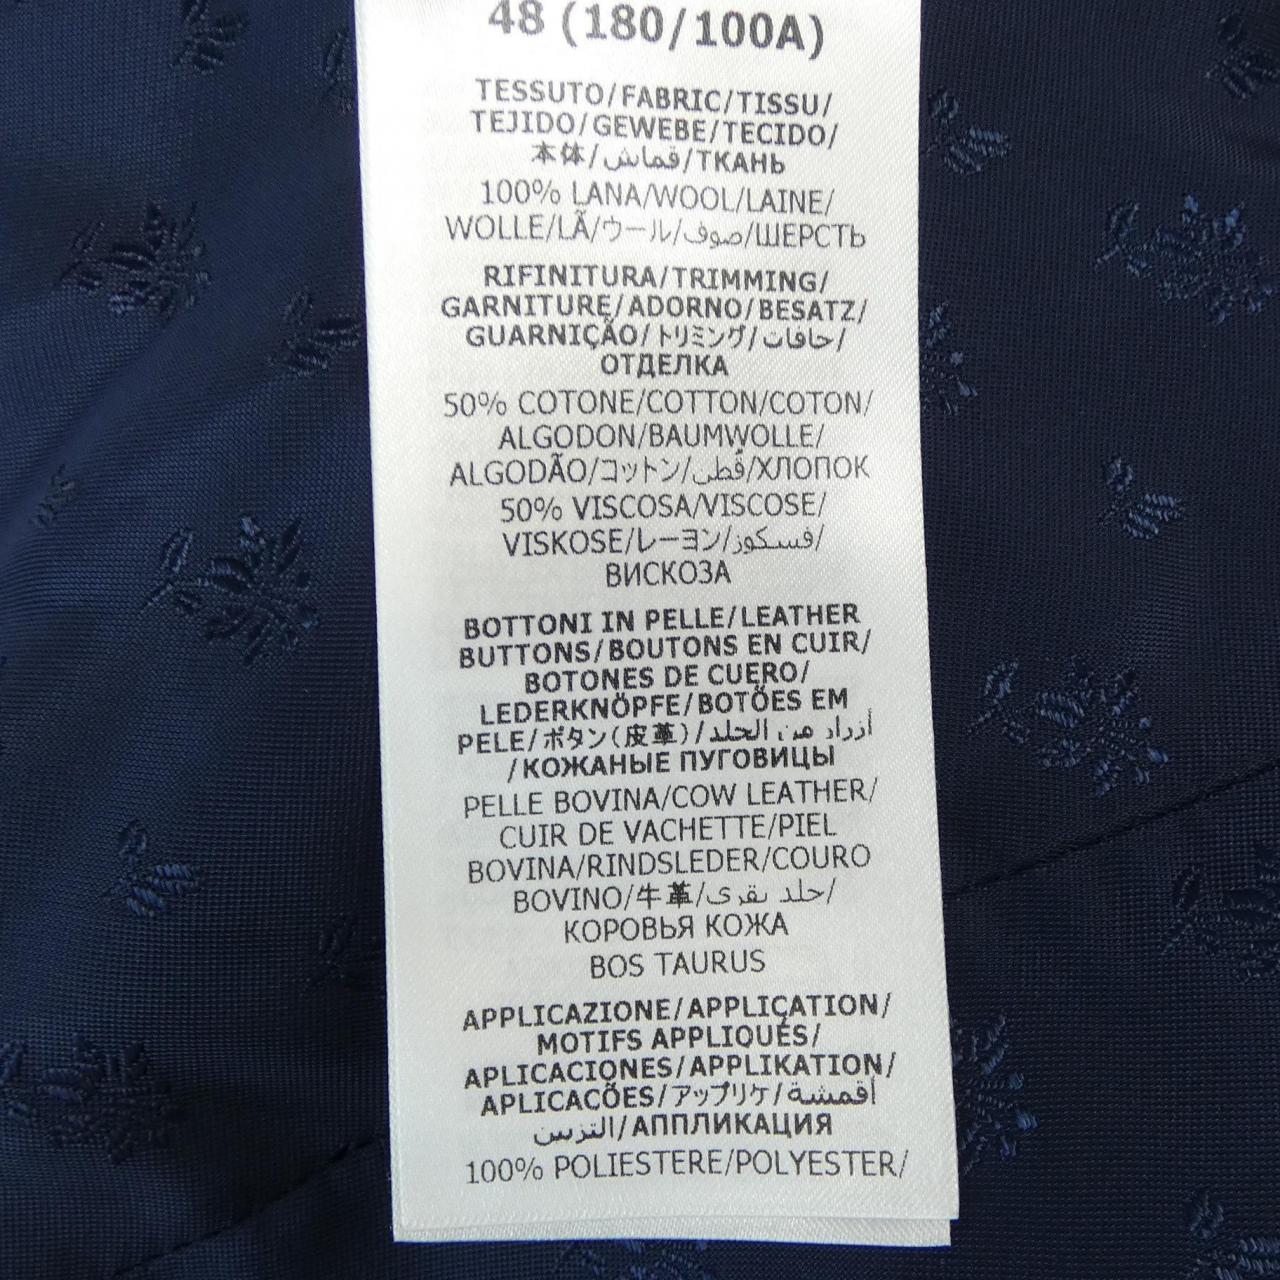 48 (180/100A)
TESSUTO/FABRIC/TISSU/
TEJIDO/GEWEBE/TECIDO/
本体/قماش/ТКАНЬ
100% LANA/WOOL/LAINE/
WOLLE/LÃ/ウール/صوف/ШЕРСТЬ
RIFINITURA/TRIMMING/
GARNITURE/ADORNO/BESATZ/
GUARNIÇÃO/トリミング/حافات/
ОТДЕЛКА
50% COTONE/COTTON/COTON/
ALGODON/BAUMWOLLE/
ALGODÃO/コットン/قُطن/ХЛОПОК
50% VISCOSA/VISCOSE/
VISKOSE/レーヨン/فسكوز/
ВИСКОЗА
BOTTONI IN PELLE/LEATHER
BUTTONS/BOUTONS EN CUIR/
BOTONES DE CUERO/
LEDERKNÖPFE/BOTÖES EM
PELE/ボタン(皮革)/أزرار من الجلد
/КОЖАНЫЕ ПУГОВИЦЫ
PELLE BOVINA/COW LEATHER/
CUIR DE VACHETTE/PIEL
BOVINA/RINDSLEDER/COURO
BOVINO/牛革/جلد بقري/
КОРОВЬЯ КОЖА
BOS TAURUS
APPLICAZIONE/APPLICATION/
MOTIFS APPLIQUÉS/
APLICACIONES/APPLIKATION/
APLICACÕES/アップリケ/أقمشة
التزيين/АППЛИКАЦИЯ
100% POLIESTERE/POLYESTER/